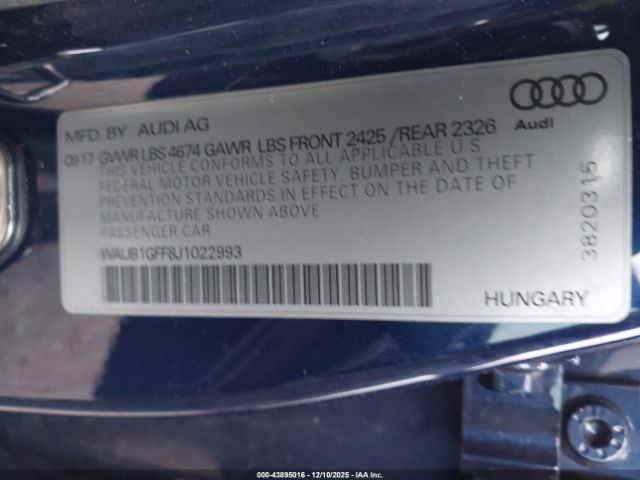 MFD. BY AUDI AG
Audi
09 17 GVWR LBS 4674 GAWR LBS FRONT 2425 /REAR 2326
THIS VEHICLE CONFORMS TO ALL APPLICABLE U.S
FEDERAL MOTOR VEHICLE SAFETY, BUMPER AND THEFT
PREVENTION STANDARDS IN EFFECT ON THE DATE OF
MANUFACTURE SHOWN ABOVE
PASSENGER CAR
WAUB1GFF8J1022993
HUNGARY
3820315
000-43895016 - 12/10/2025 - IAA Inc.